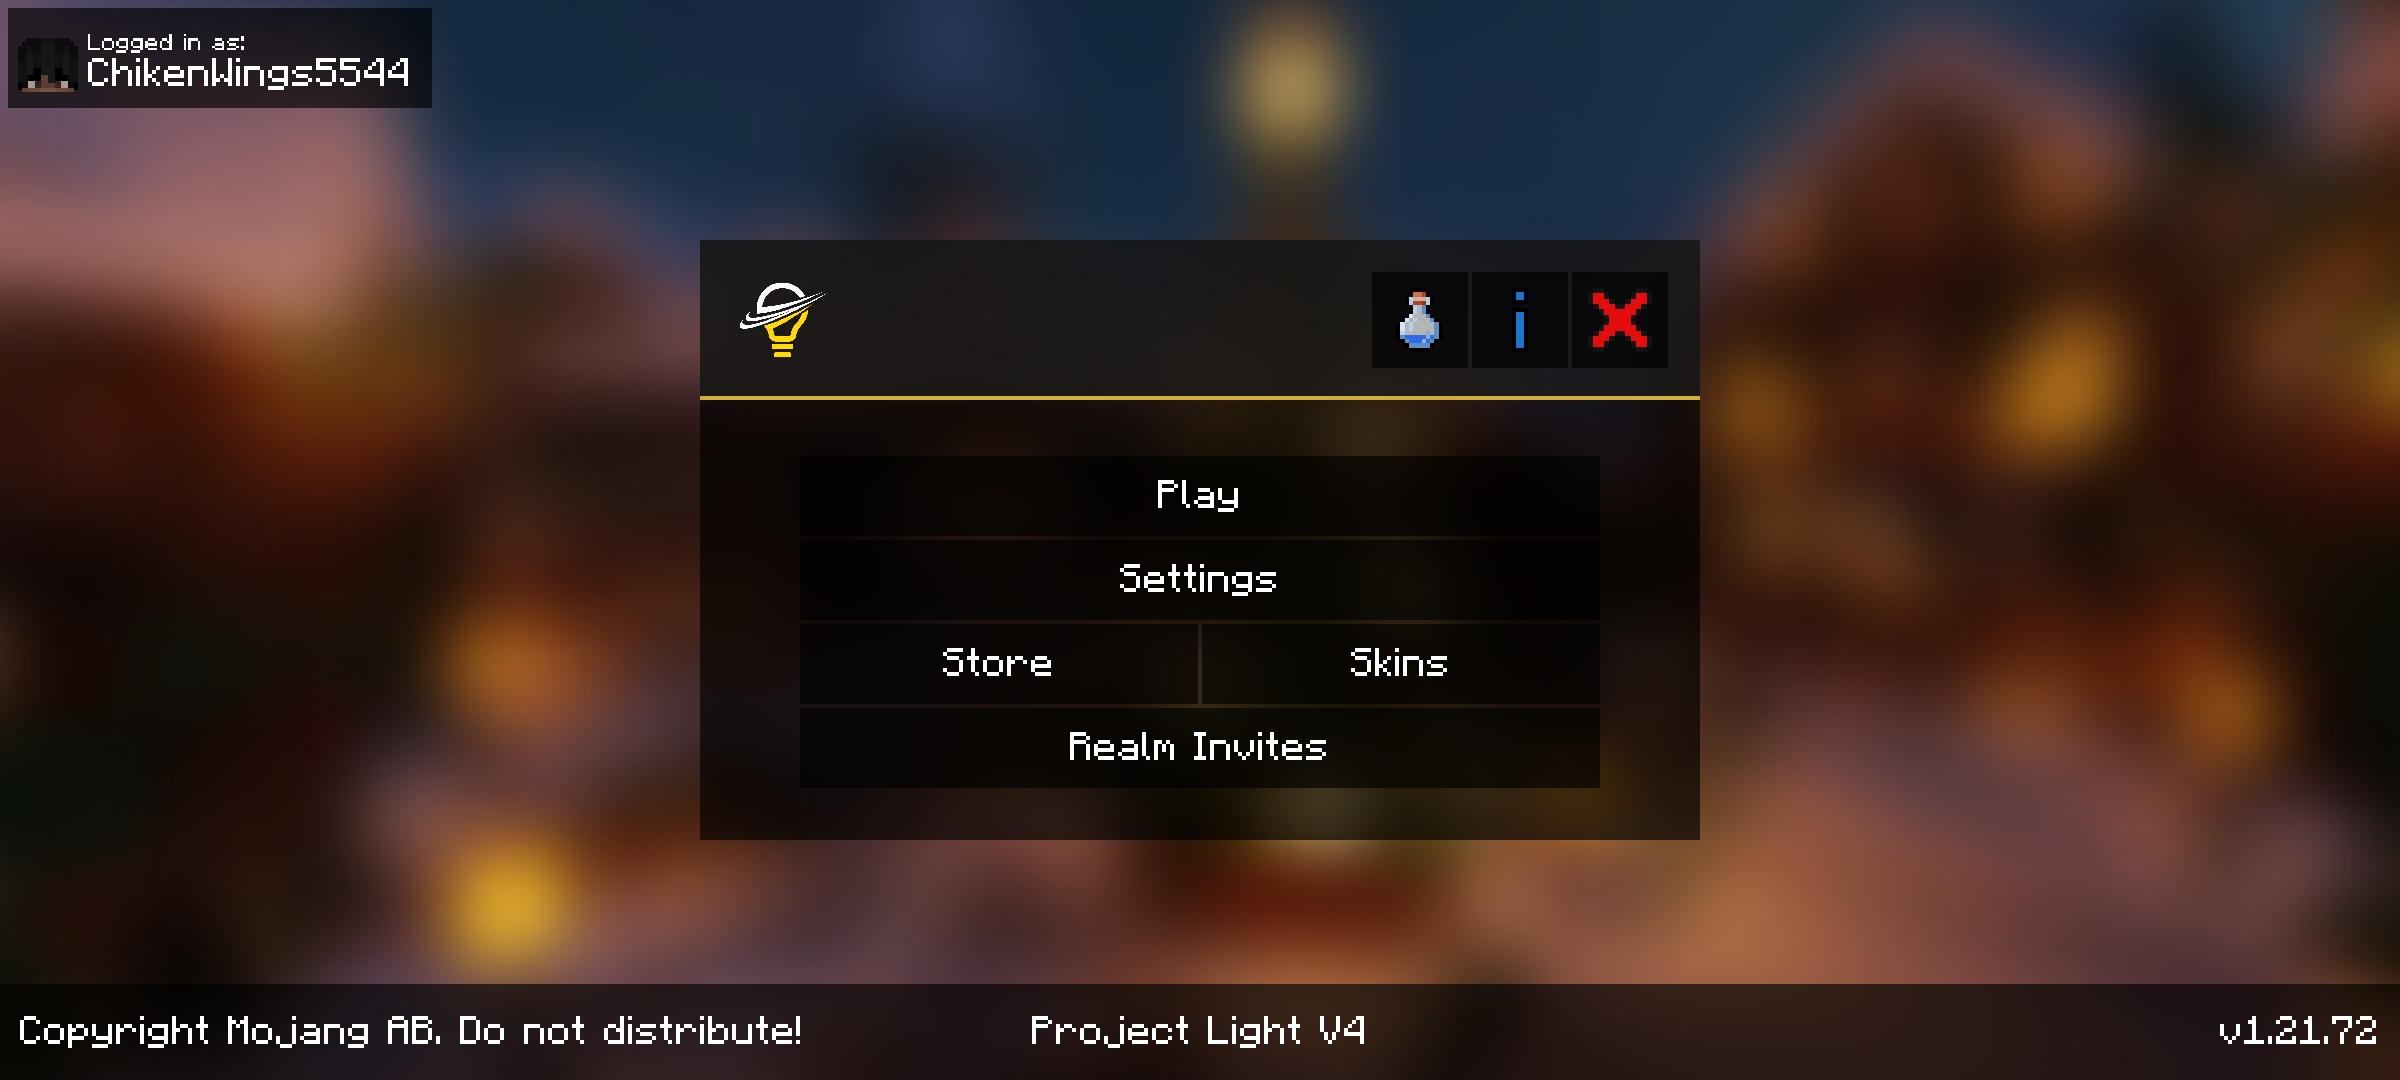 Logged in as:
ChikenWings5544
Play
Settings
Store
Skins
Realm Invites
Copyright Mojang AB. Do not distribute!
Project Light V4
v1.21.72